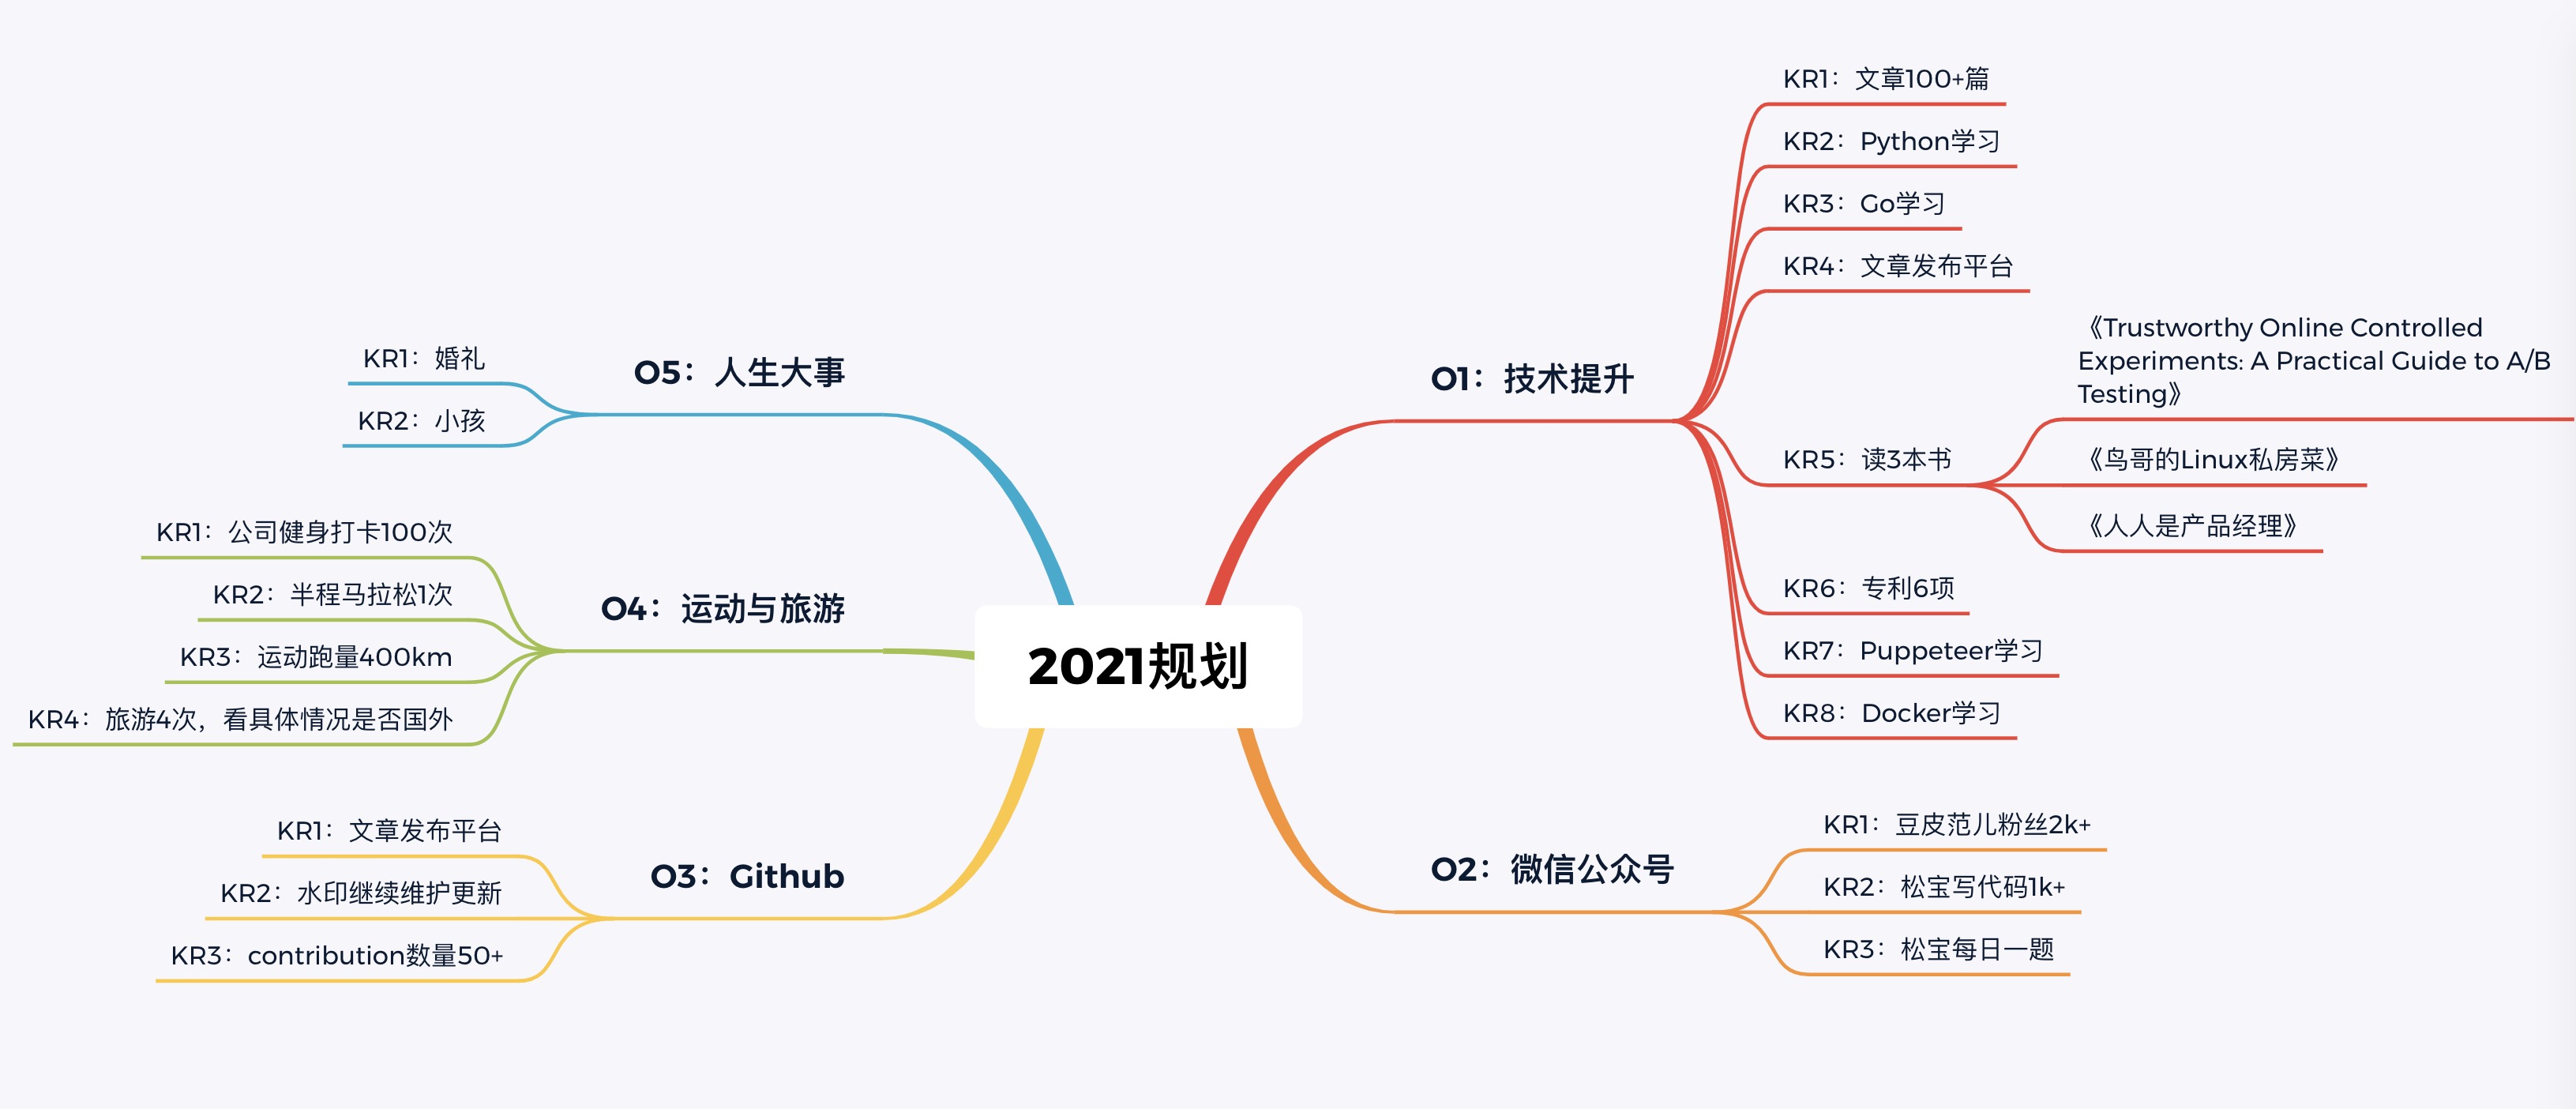 2021规划
O1：技术提升
KR1：文章100+篇
KR2：Python学习
KR3：Go学习
KR4：文章发布平台
KR5：读3本书
《Trustworthy Online Controlled
Experiments: A Practical Guide to A/B
Testing》
《鸟哥的Linux私房菜》
《人人是产品经理》
KR6：专利6项
KR7：Puppeteer学习
KR8：Docker学习
O2：微信公众号
KR1：豆皮范儿粉丝2k+
KR2：松宝写代码1k+
KR3：松宝每日一题
O3：Github
KR1：文章发布平台
KR2：水印继续维护更新
KR3：contribution数量50+
O4：运动与旅游
KR1：公司健身打卡100次
KR2：半程马拉松1次
KR3：运动跑量400km
KR4：旅游4次，看具体情况是否国外
O5：人生大事
KR1：婚礼
KR2：小孩